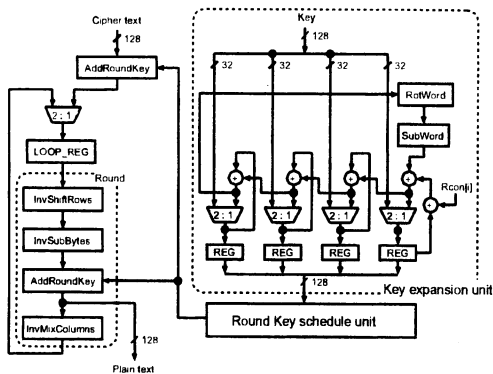 Cipher text
128
AddRoundKey
2 : 1
LOOP_REG
Round
InvShiftRows
InvSubBytes
AddRoundKey
InvMixColumns
128
Plain text
Key
128
32
32
32
32
RotWord
SubWord
Rcon[i]
+
+
+
+
+
2 : 1
2 : 1
2 : 1
2 : 1
REG
REG
REG
REG
128
Key expansion unit
Round Key schedule unit